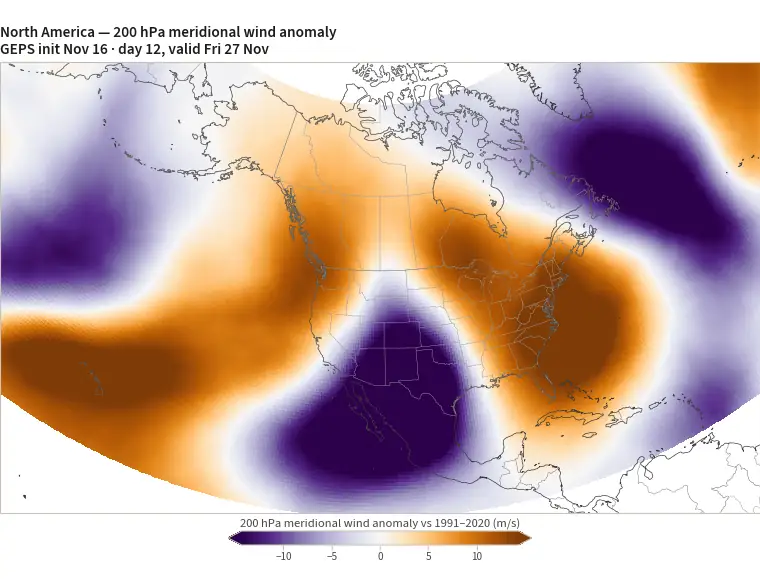 North America — 200 hPa meridional wind anomaly
GEPS init Nov 16 · day 12, valid Fri 27 Nov
200 hPa meridional wind anomaly vs 1991–2020 (m/s)
−10 −5 0 5 10